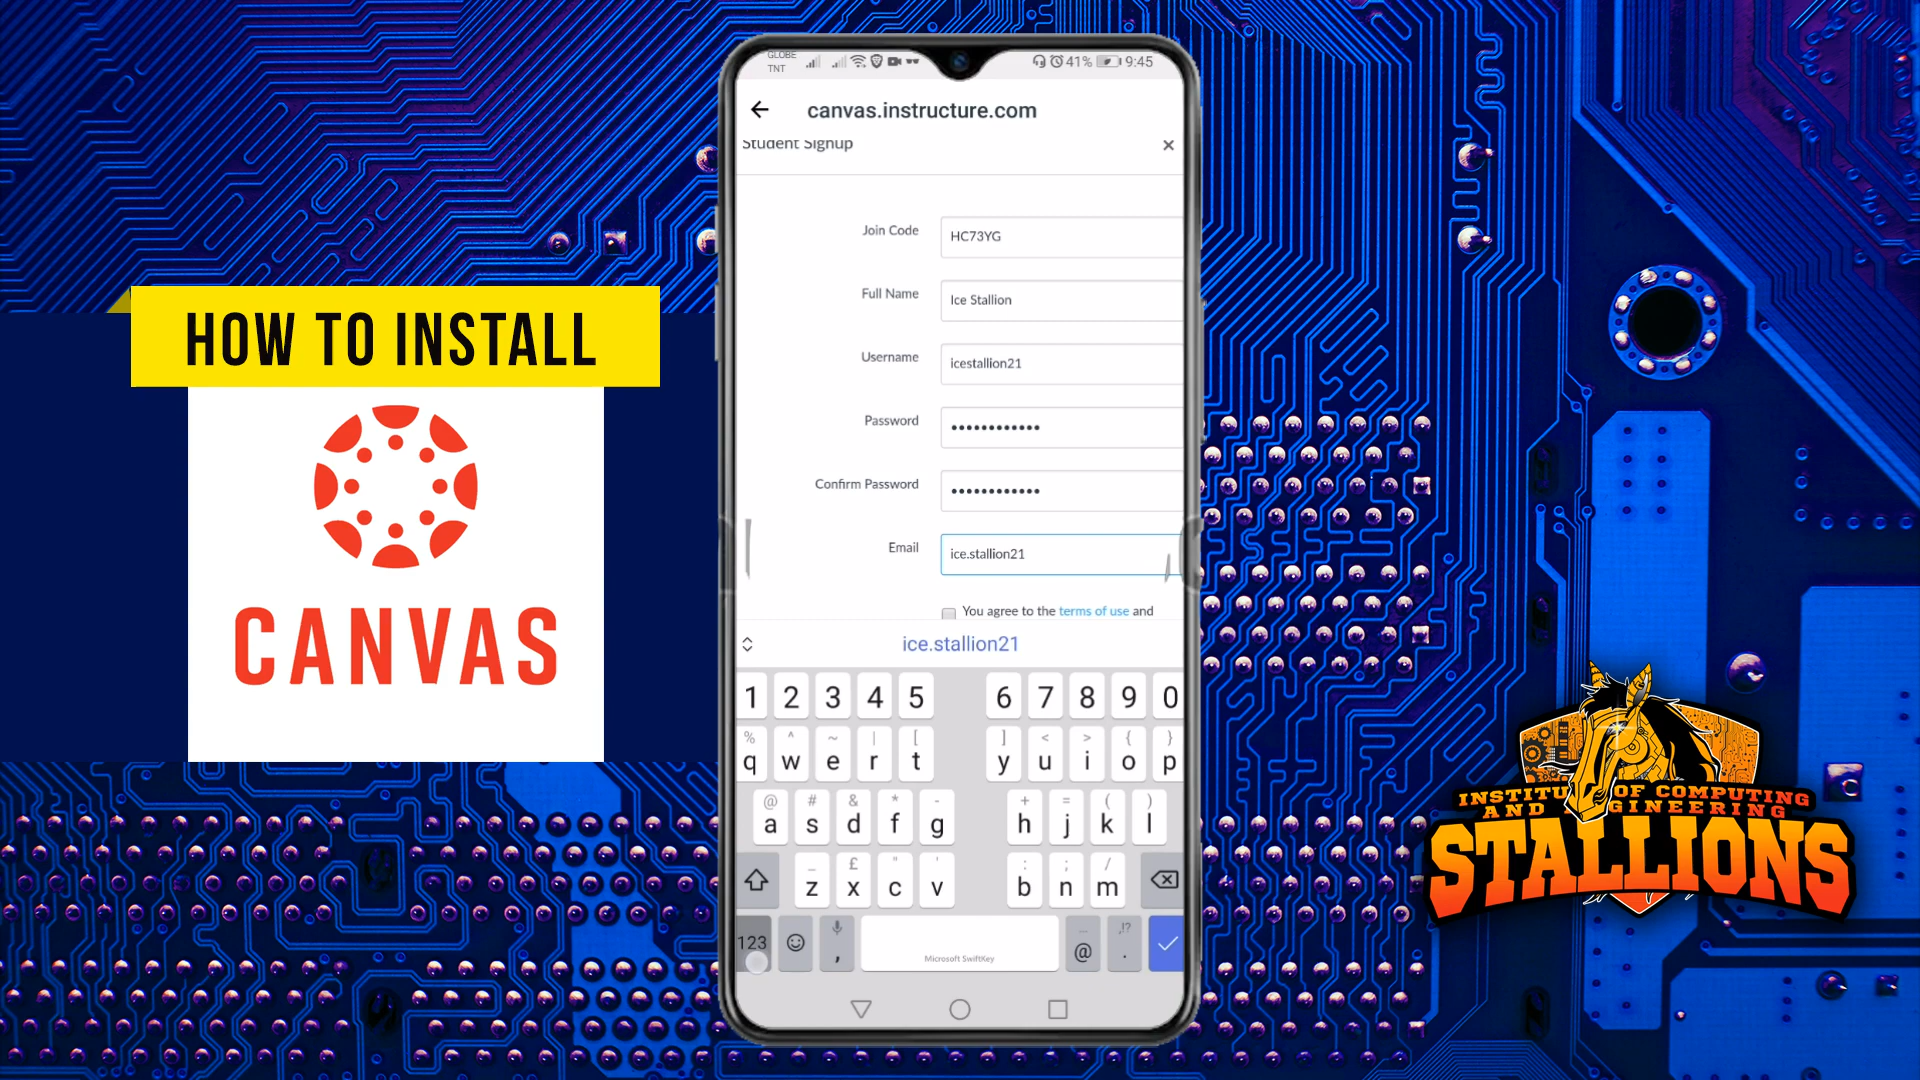 HOW TO INSTALL
CANVAS
GLOBE
TNT
41% 9:45
canvas.instructure.com
Student Signup
Join Code
HC73YG
Full Name
Ice Stallion
Username
icestallion21
Password
••••••••••••
Confirm Password
••••••••••••
Email
ice.stallion21
You agree to the terms of use and
ice.stallion21
1 2 3 4 5 6 7 8 9 0
% ^ ~ | [ ] < > { }
q w e r t y u i o p
@ # & * - + = ( )
a s d f g h j k l
_ £ " ' : ; /
z x c v b n m
123 , @ ,!? .
Microsoft SwiftKey
OF COMPUTING
AND
STALLIONS